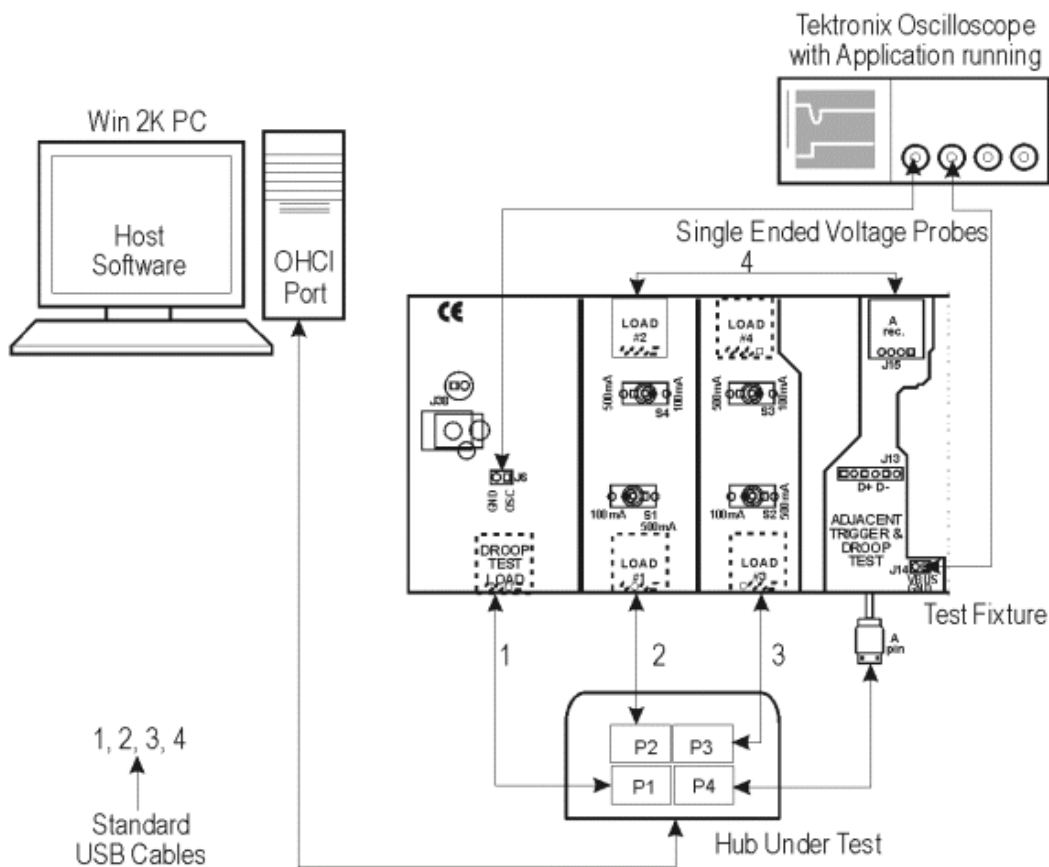 Tektronix Oscilloscope
with Application running
Win 2K PC
Host
Software
OHCI
Port
Single Ended Voltage Probes
4
CE
LOAD
#2
LOAD
#4
A
rec.
J15
500mA
S4
100mA
500mA
S3
100mA
J38
J6
GND
OSC
100mA
S1
500mA
100mA
S2
500mA
J13
D+ D-
ADJACENT
TRIGGER &
DROOP
TEST
DROOP
TEST
LOAD
LOAD
#1
LOAD
#3
J14
VBUS
GND
Test Fixture
A
pin
1
2
3
P2
P3
P1
P4
Hub Under Test
1, 2, 3, 4
Standard
USB Cables